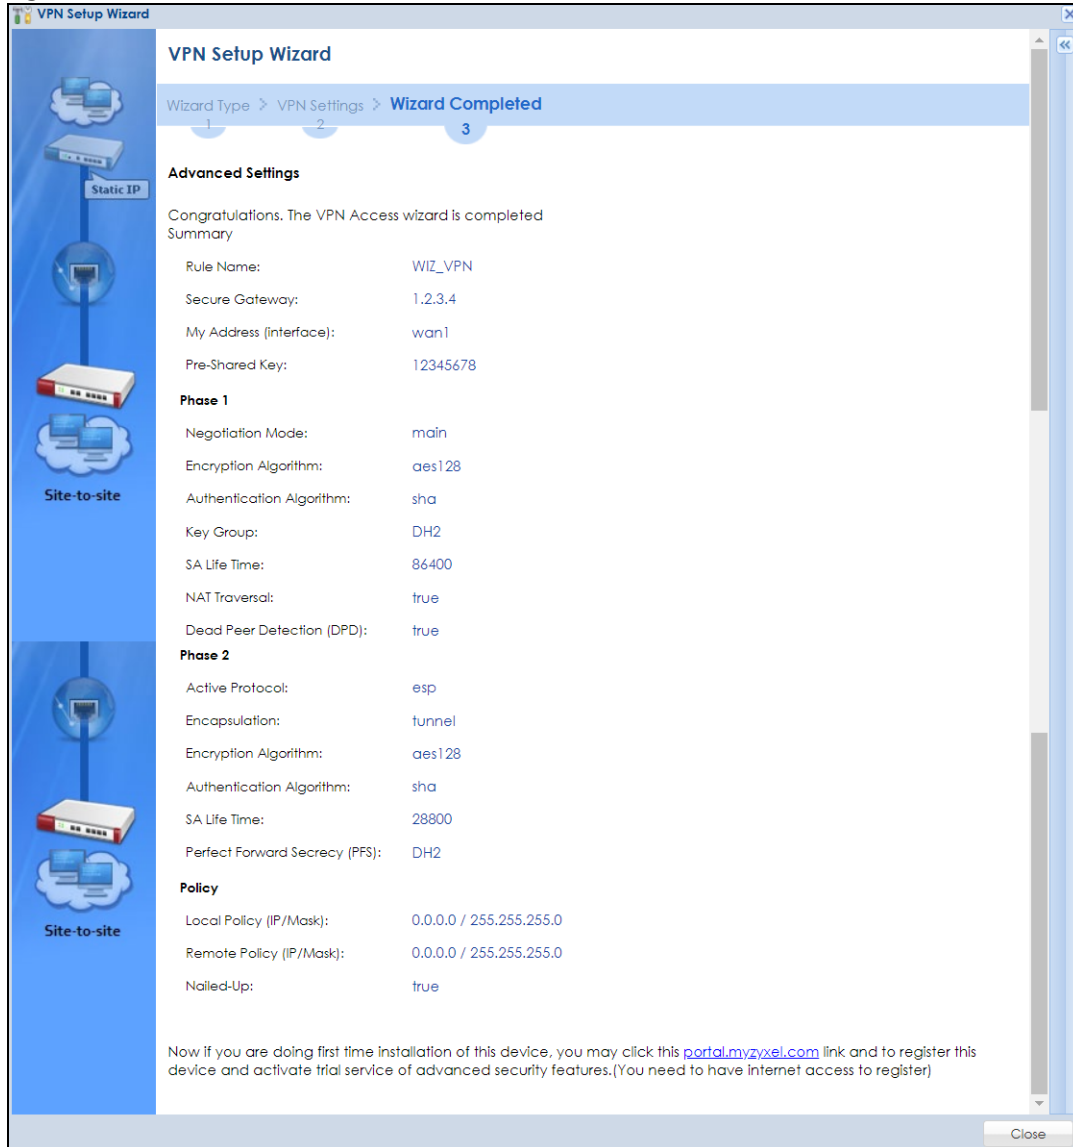 VPN Setup Wizard
VPN Setup Wizard
Wizard Type > VPN Settings > Wizard Completed
1 2 3
Static IP
Advanced Settings
Congratulations. The VPN Access wizard is completed
Summary
Rule Name: WIZ_VPN
Secure Gateway: 1.2.3.4
My Address (interface): wan1
Pre-Shared Key: 12345678
Phase 1
Negotiation Mode: main
Encryption Algorithm: aes128
Site-to-site
Authentication Algorithm: sha
Key Group: DH2
SA Life Time: 86400
NAT Traversal: true
Dead Peer Detection (DPD): true
Phase 2
Active Protocol: esp
Encapsulation: tunnel
Encryption Algorithm: aes128
Authentication Algorithm: sha
SA Life Time: 28800
Perfect Forward Secrecy (PFS): DH2
Policy
Local Policy (IP/Mask): 0.0.0.0 / 255.255.255.0
Site-to-site
Remote Policy (IP/Mask): 0.0.0.0 / 255.255.255.0
Nailed-Up: true
Now if you are doing first time installation of this device, you may click this portal.myzyxel.com link and to register this
device and activate trial service of advanced security features.(You need to have internet access to register)
Close